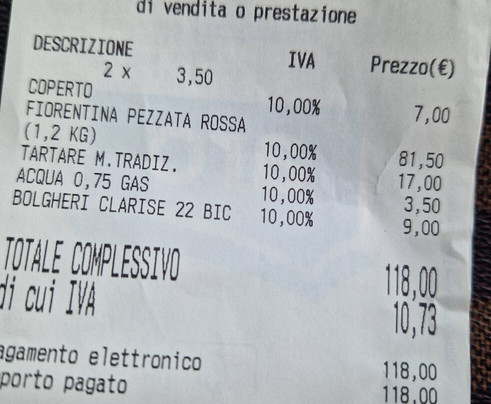 di vendita o prestazione
DESCRIZIONE IVA Prezzo(€)
2 x 3,50
COPERTO 10,00% 7,00
FIORENTINA PEZZATA ROSSA
(1,2 KG) 10,00% 81,50
TARTARE M.TRADIZ. 10,00% 17,00
ACQUA 0,75 GAS 10,00% 3,50
BOLGHERI CLARISE 22 BIC 10,00% 9,00
TOTALE COMPLESSIVO 118,00
di cui IVA 10,73
agamento elettronico 118,00
porto pagato 118,00